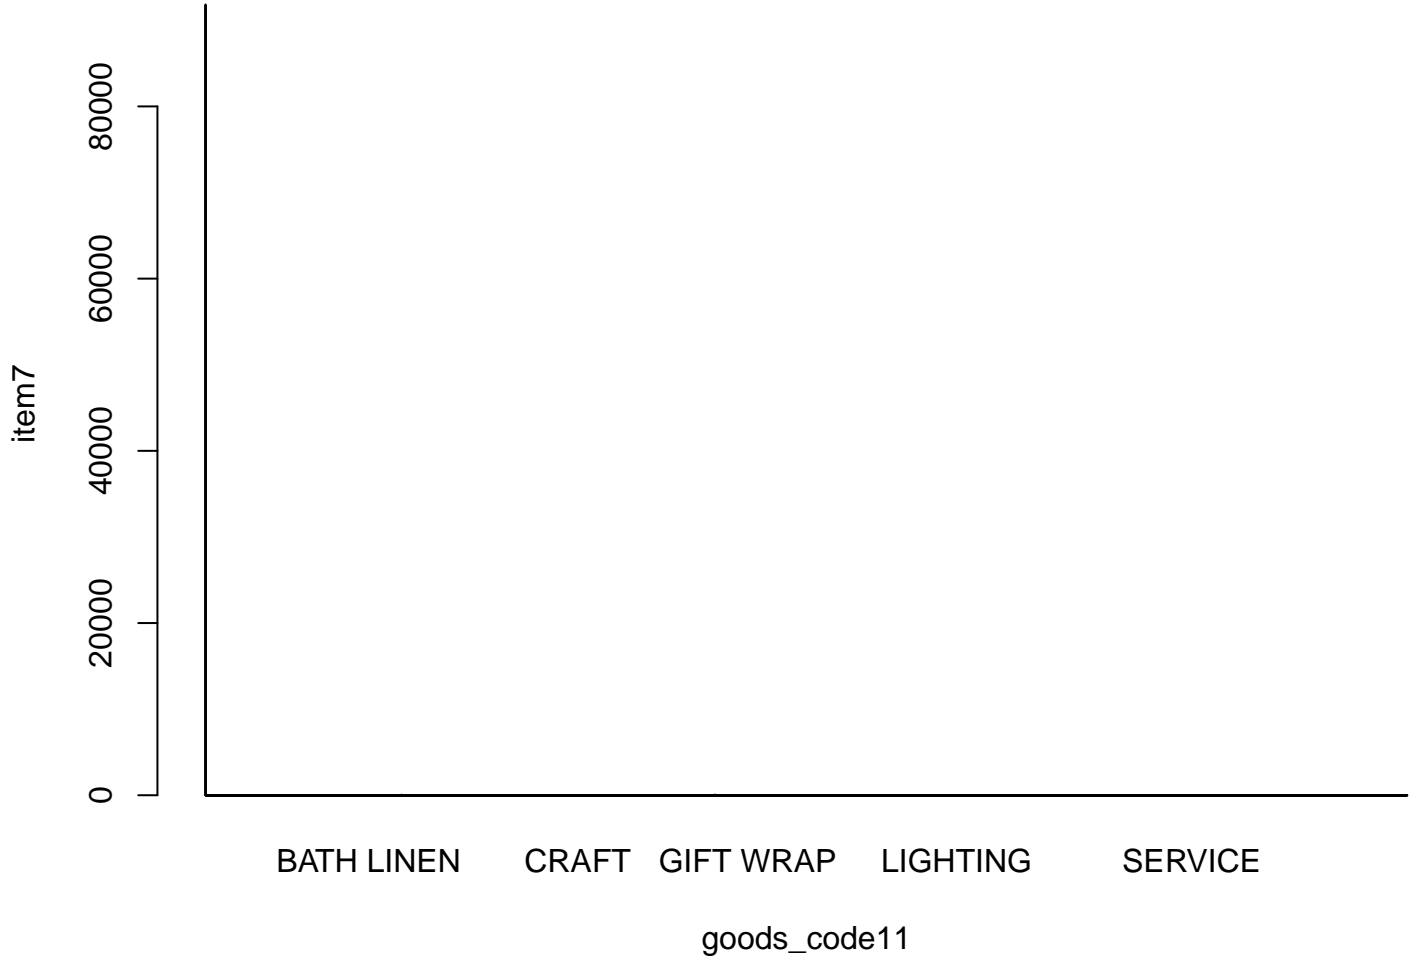 80000
60000
40000
20000
0
item7
BATH LINEN CRAFT GIFT WRAP LIGHTING SERVICE
goods_code11